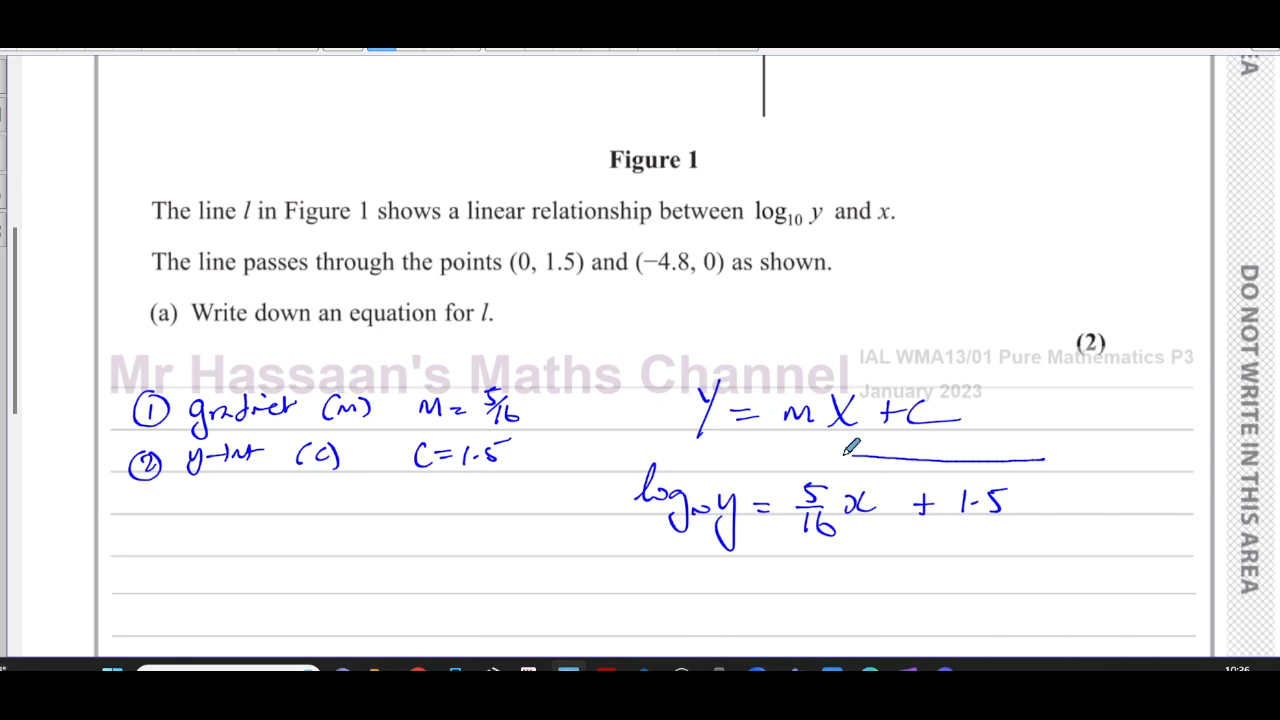 Figure 1
The line l in Figure 1 shows a linear relationship between log₁₀ y and x.
The line passes through the points (0, 1.5) and (−4.8, 0) as shown.
(a) Write down an equation for l.
(2)
Mr Hassaan's Maths Channel
IAL WMA13/01 Pure Mathematics P3
January 2023
① gradient (m) m = 5/16
② y-int (c) C = 1.5
Y = m X + C
log₁₀ y = 5/16 x + 1.5
DO NOT WRITE IN THIS AREA
EA
10:36